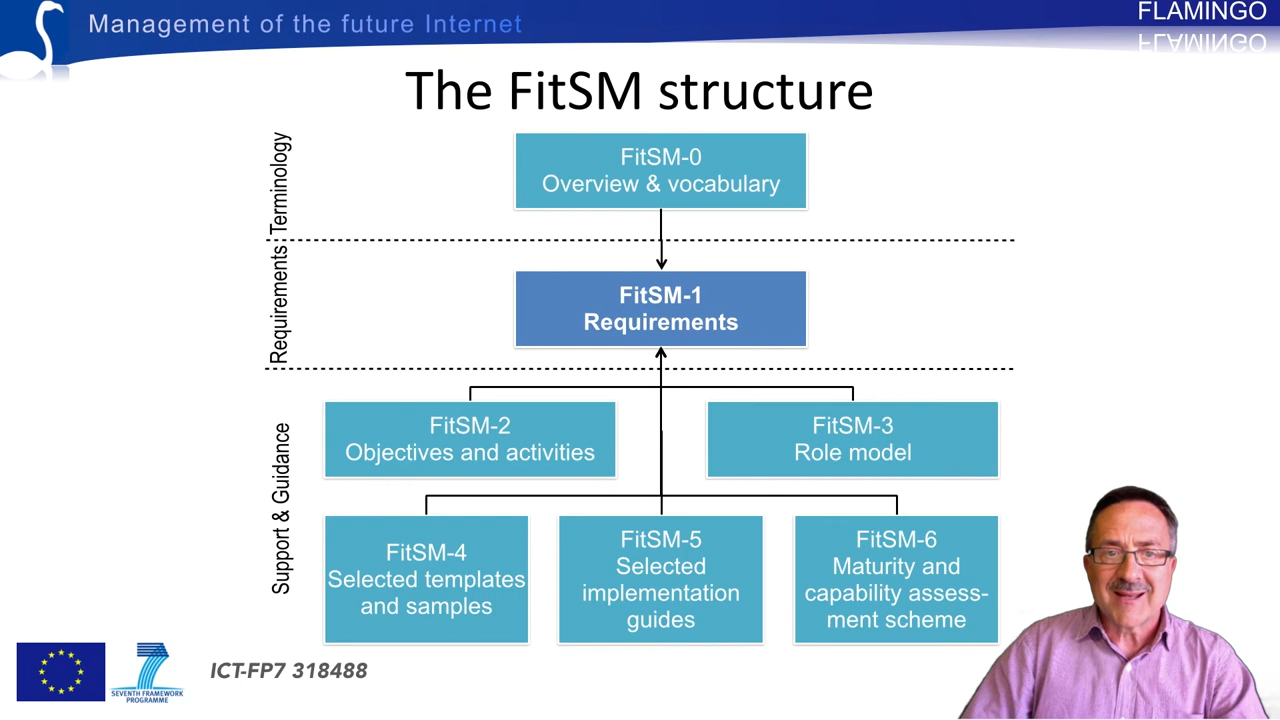 Management of the future Internet
FLAMINGO
The FitSM structure
Terminology
FitSM-0
Overview & vocabulary
Requirements
FitSM-1
Requirements
Support & Guidance
FitSM-2
Objectives and activities
FitSM-3
Role model
FitSM-4
Selected templates
and samples
FitSM-5
Selected
implementation
guides
FitSM-6
Maturity and
capability assess-
ment scheme
SEVENTH FRAMEWORK
PROGRAMME
ICT-FP7 318488